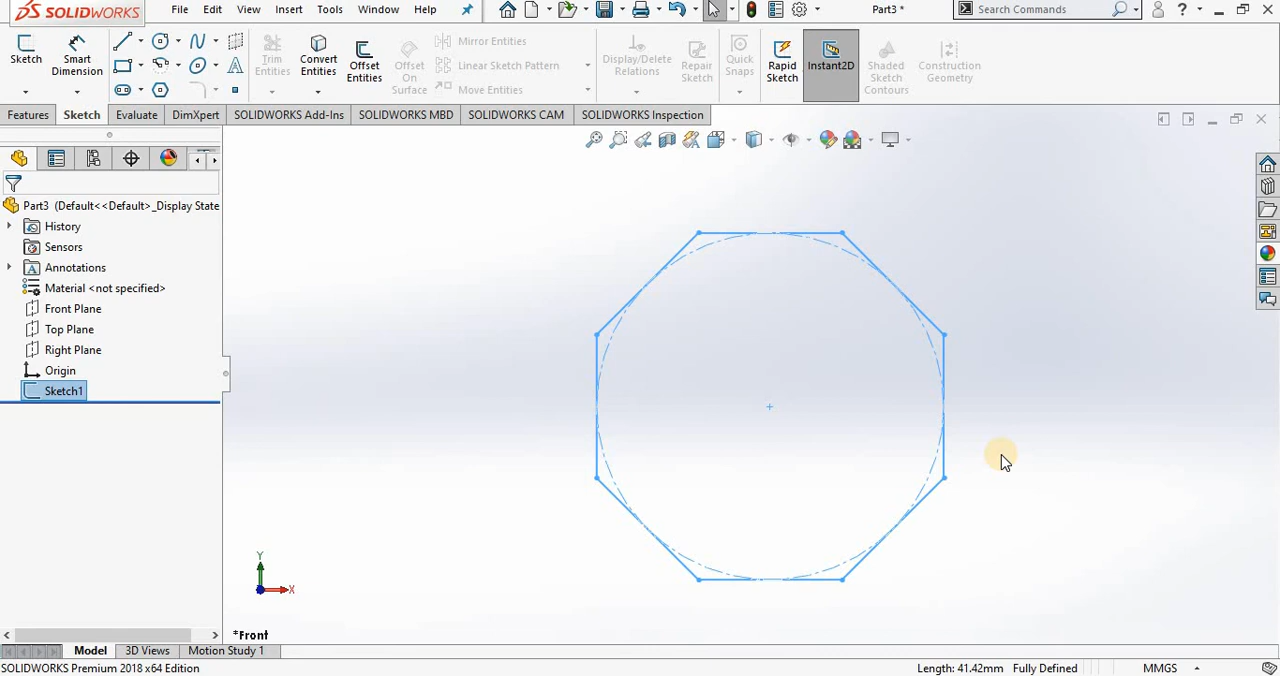 SOLIDWORKS File Edit View Insert Tools Window Help Part3 * Search Commands ?
Sketch Smart Dimension Trim Entities Convert Entities Offset Entities Offset On Surface Mirror Entities Linear Sketch Pattern Move Entities Display/Delete Relations Repair Sketch Quick Snaps Rapid Sketch Instant2D Shaded Sketch Contours Construction Geometry
Features Sketch Evaluate DimXpert SOLIDWORKS Add-Ins SOLIDWORKS MBD SOLIDWORKS CAM SOLIDWORKS Inspection
Part3 (Default<<Default>_Display State
History
Sensors
Annotations
Material <not specified>
Front Plane
Top Plane
Right Plane
Origin
Sketch1
Y
X
*Front
Model 3D Views Motion Study 1
SOLIDWORKS Premium 2018 x64 Edition Length: 41.42mm Fully Defined MMGS